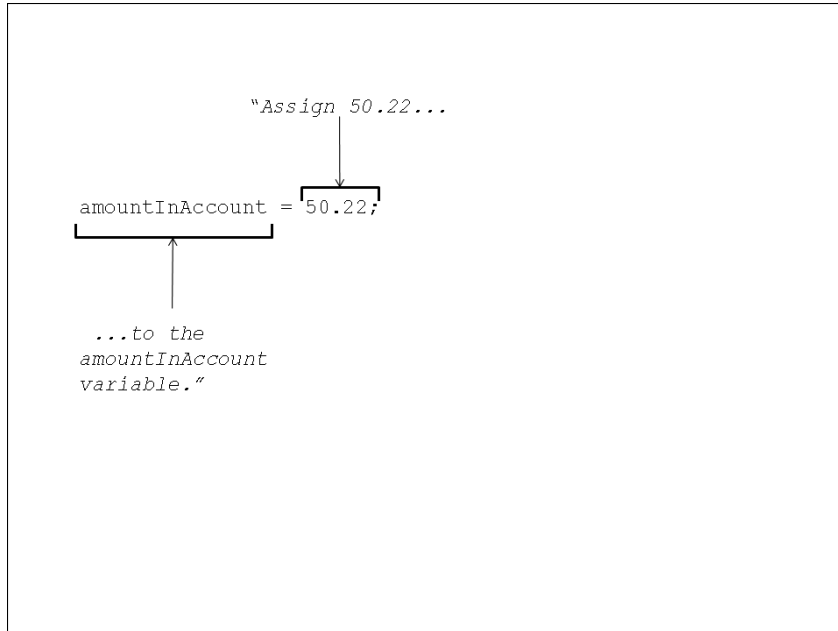 “Assign 50.22...
amountInAccount = 50.22;
...to the
amountInAccount
variable.”